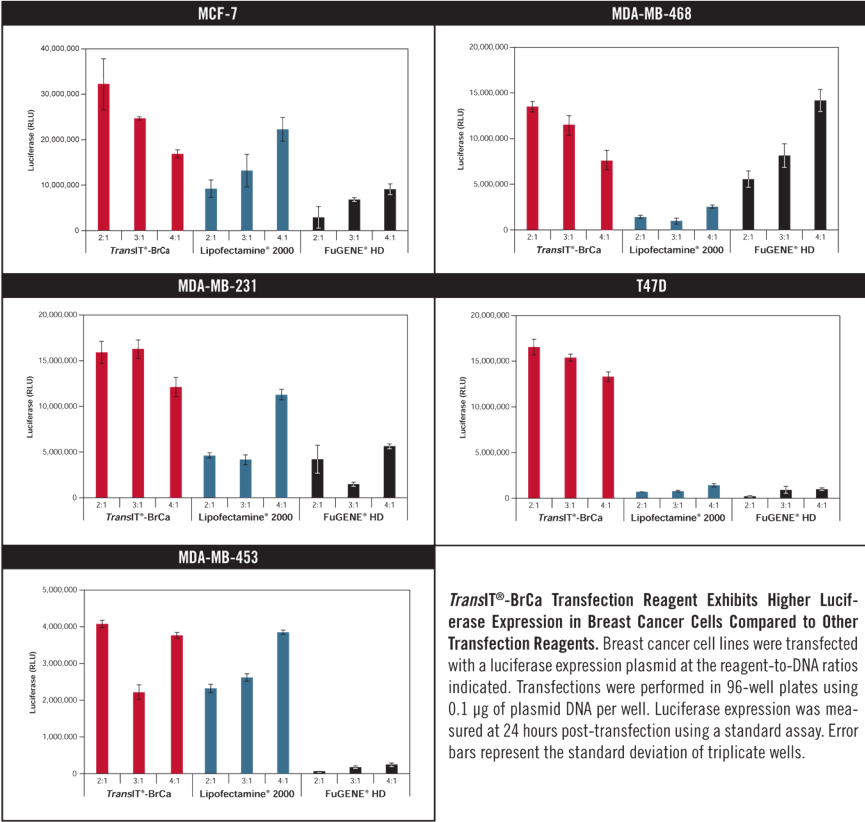 MCF-7
40,000,000
30,000,000
20,000,000
10,000,000
0
Luciferase (RLU)
2:1 3:1 4:1 2:1 3:1 4:1 2:1 3:1 4:1
TransIT®-BrCa Lipofectamine® 2000 FuGENE® HD
MDA-MB-468
20,000,000
15,000,000
10,000,000
5,000,000
0
Luciferase (RLU)
2:1 3:1 4:1 2:1 3:1 4:1 2:1 3:1 4:1
TransIT®-BrCa Lipofectamine® 2000 FuGENE® HD
MDA-MB-231
20,000,000
15,000,000
10,000,000
5,000,000
0
Luciferase (RLU)
2:1 3:1 4:1 2:1 3:1 4:1 2:1 3:1 4:1
TransIT®-BrCa Lipofectamine® 2000 FuGENE® HD
T47D
20,000,000
15,000,000
10,000,000
5,000,000
0
Luciferase (RLU)
2:1 3:1 4:1 2:1 3:1 4:1 2:1 3:1 4:1
TransIT®-BrCa Lipofectamine® 2000 FuGENE® HD
MDA-MB-453
5,000,000
4,000,000
3,000,000
2,000,000
1,000,000
0
Luciferase (RLU)
2:1 3:1 4:1 2:1 3:1 4:1 2:1 3:1 4:1
TransIT®-BrCa Lipofectamine® 2000 FuGENE® HD
TransIT®-BrCa Transfection Reagent Exhibits Higher Lucif-
erase Expression in Breast Cancer Cells Compared to Other
Transfection Reagents. Breast cancer cell lines were transfected
with a luciferase expression plasmid at the reagent-to-DNA ratios
indicated. Transfections were performed in 96-well plates using
0.1 µg of plasmid DNA per well. Luciferase expression was mea-
sured at 24 hours post-transfection using a standard assay. Error
bars represent the standard deviation of triplicate wells.